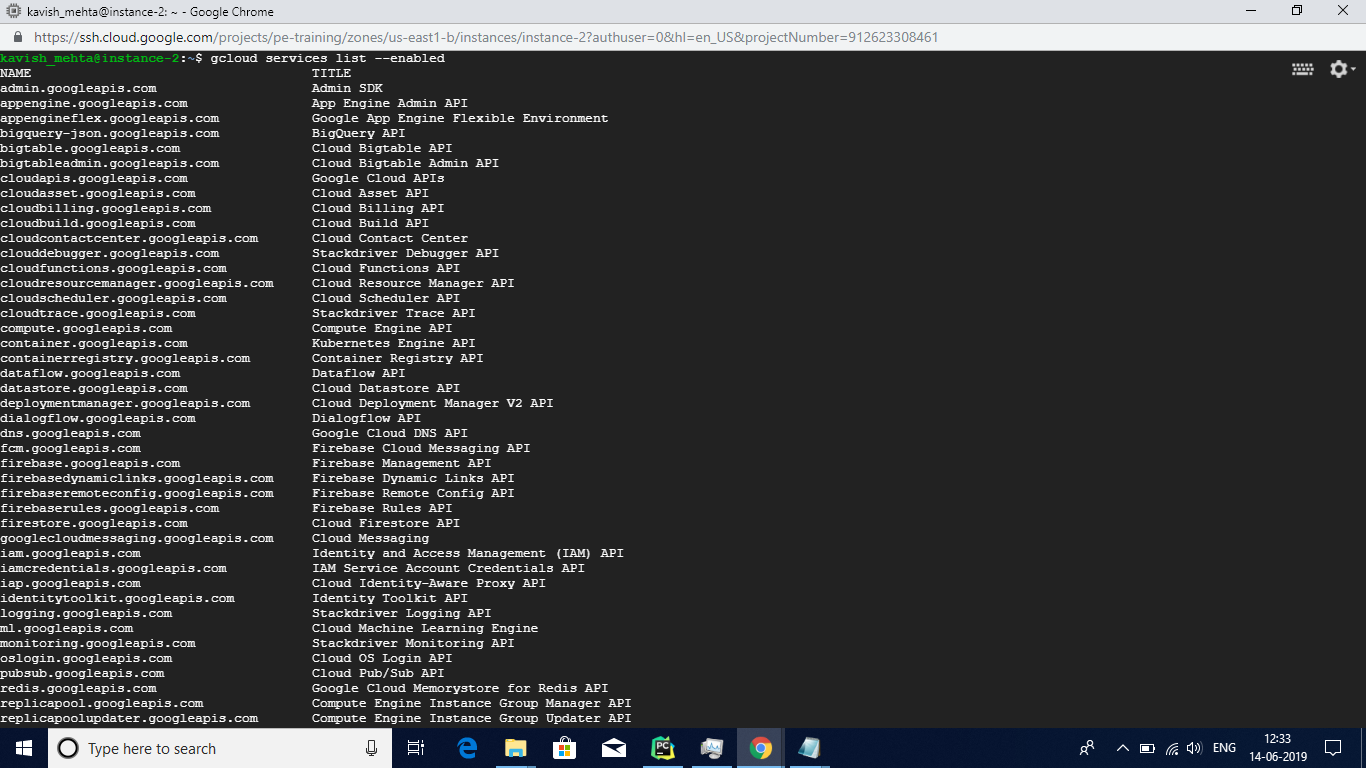 kavish_mehta@instance-2: ~ - Google Chrome
https://ssh.cloud.google.com/projects/pe-training/zones/us-east1-b/instances/instance-2?authuser=0&hl=en_US&projectNumber=912623308461
kavish_mehta@instance-2:~$ gcloud services list --enabled
NAME TITLE
admin.googleapis.com Admin SDK
appengine.googleapis.com App Engine Admin API
appengineflex.googleapis.com Google App Engine Flexible Environment
bigquery-json.googleapis.com BigQuery API
bigtable.googleapis.com Cloud Bigtable API
bigtableadmin.googleapis.com Cloud Bigtable Admin API
cloudapis.googleapis.com Google Cloud APIs
cloudasset.googleapis.com Cloud Asset API
cloudbilling.googleapis.com Cloud Billing API
cloudbuild.googleapis.com Cloud Build API
cloudcontactcenter.googleapis.com Cloud Contact Center
clouddebugger.googleapis.com Stackdriver Debugger API
cloudfunctions.googleapis.com Cloud Functions API
cloudresourcemanager.googleapis.com Cloud Resource Manager API
cloudscheduler.googleapis.com Cloud Scheduler API
cloudtrace.googleapis.com Stackdriver Trace API
compute.googleapis.com Compute Engine API
container.googleapis.com Kubernetes Engine API
containerregistry.googleapis.com Container Registry API
dataflow.googleapis.com Dataflow API
datastore.googleapis.com Cloud Datastore API
deploymentmanager.googleapis.com Cloud Deployment Manager V2 API
dialogflow.googleapis.com Dialogflow API
dns.googleapis.com Google Cloud DNS API
fcm.googleapis.com Firebase Cloud Messaging API
firebase.googleapis.com Firebase Management API
firebasedynamiclinks.googleapis.com Firebase Dynamic Links API
firebaseremoteconfig.googleapis.com Firebase Remote Config API
firebaserules.googleapis.com Firebase Rules API
firestore.googleapis.com Cloud Firestore API
googlecloudmessaging.googleapis.com Cloud Messaging
iam.googleapis.com Identity and Access Management (IAM) API
iamcredentials.googleapis.com IAM Service Account Credentials API
iap.googleapis.com Cloud Identity-Aware Proxy API
identitytoolkit.googleapis.com Identity Toolkit API
logging.googleapis.com Stackdriver Logging API
ml.googleapis.com Cloud Machine Learning Engine
monitoring.googleapis.com Stackdriver Monitoring API
oslogin.googleapis.com Cloud OS Login API
pubsub.googleapis.com Cloud Pub/Sub API
redis.googleapis.com Google Cloud Memorystore for Redis API
replicapool.googleapis.com Compute Engine Instance Group Manager API
replicapoolupdater.googleapis.com Compute Engine Instance Group Updater API
Type here to search
PC
ENG
12:33
14-06-2019